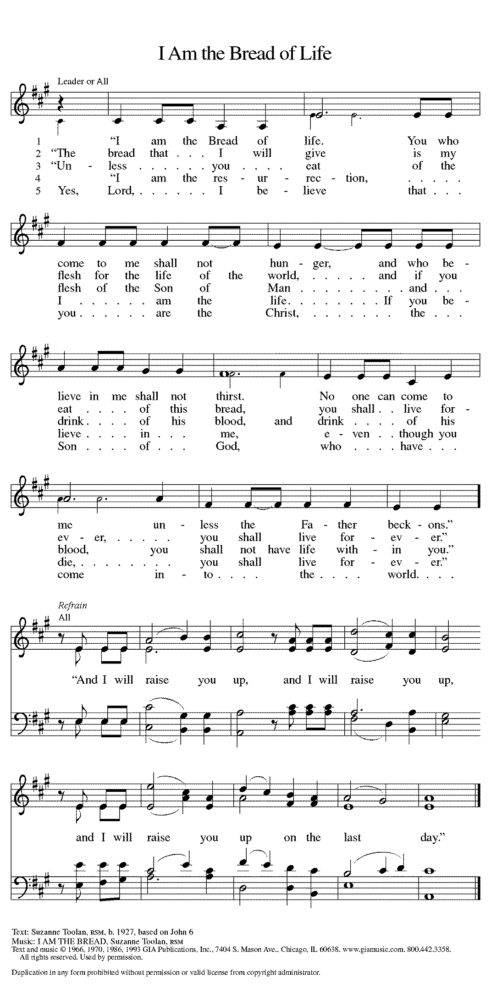 I Am the Bread of Life
Leader or All
1 “I am the Bread of life. You who
2 “The bread that . . . I will give is my
3 “Un - less . . . . . . you . . . . eat of the
4 “I am the res - ur - rec - tion, . . . . .
5 Yes, Lord, . . . . . . I be - lieve that . . .
come to me shall not hun - ger, and who be -
flesh for the life of the world, . . . . . and if you
flesh of the Son of Man . . . . . . . . . and . . .
I . . . . . . am the life. . . . . . . . If you be -
you . . . . . . are the Christ, . . . . . . . the . . .
lieve in me shall not thirst. No one can come to
eat . . . . of this bread, you shall . . live for -
drink . . . . of his blood, and drink . . . . of his
lieve . . . . in . . . me, e - ven . . though you
Son . . . . of . . . God, who . . . . have . . .
me un - less the Fa - ther beck - ons.”
ev - er, . . . . . you shall live for - ev - er.”
blood, you shall not have life with - in you.”
die, . . . . . . . . you shall live for - ev - er.”
come in - to . . . . the . . . . world. . . .
Refrain
All
“And I will raise you up, and I will raise you up,
and I will raise you up on the last day.”
Text: Suzanne Toolan, RSM, b. 1927, based on John 6
Music: I AM THE BREAD, Suzanne Toolan, RSM
Text and music © 1966, 1970, 1986, 1993 GIA Publications, Inc., 7404 S. Mason Ave., Chicago, IL 60638. www.giamusic.com. 800.442.3358.
All rights reserved. Used by permission.
Duplication in any form prohibited without permission or valid license from copyright administrator.